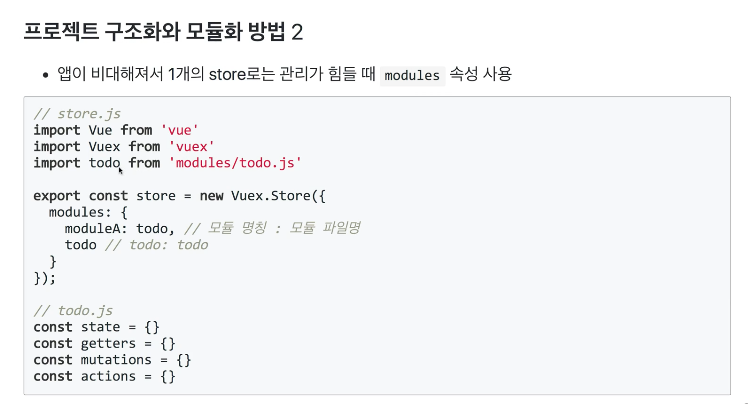 프로젝트 구조화와 모듈화 방법 2
• 앱이 비대해져서 1개의 store로는 관리가 힘들 때 modules 속성 사용
// store.js
import Vue from 'vue'
import Vuex from 'vuex'
import todo from 'modules/todo.js'
export const store = new Vuex.Store({
  modules: {
    moduleA: todo, // 모듈 명칭 : 모듈 파일명
    todo // todo: todo
  }
});
// todo.js
const state = {}
const getters = {}
const mutations = {}
const actions = {}